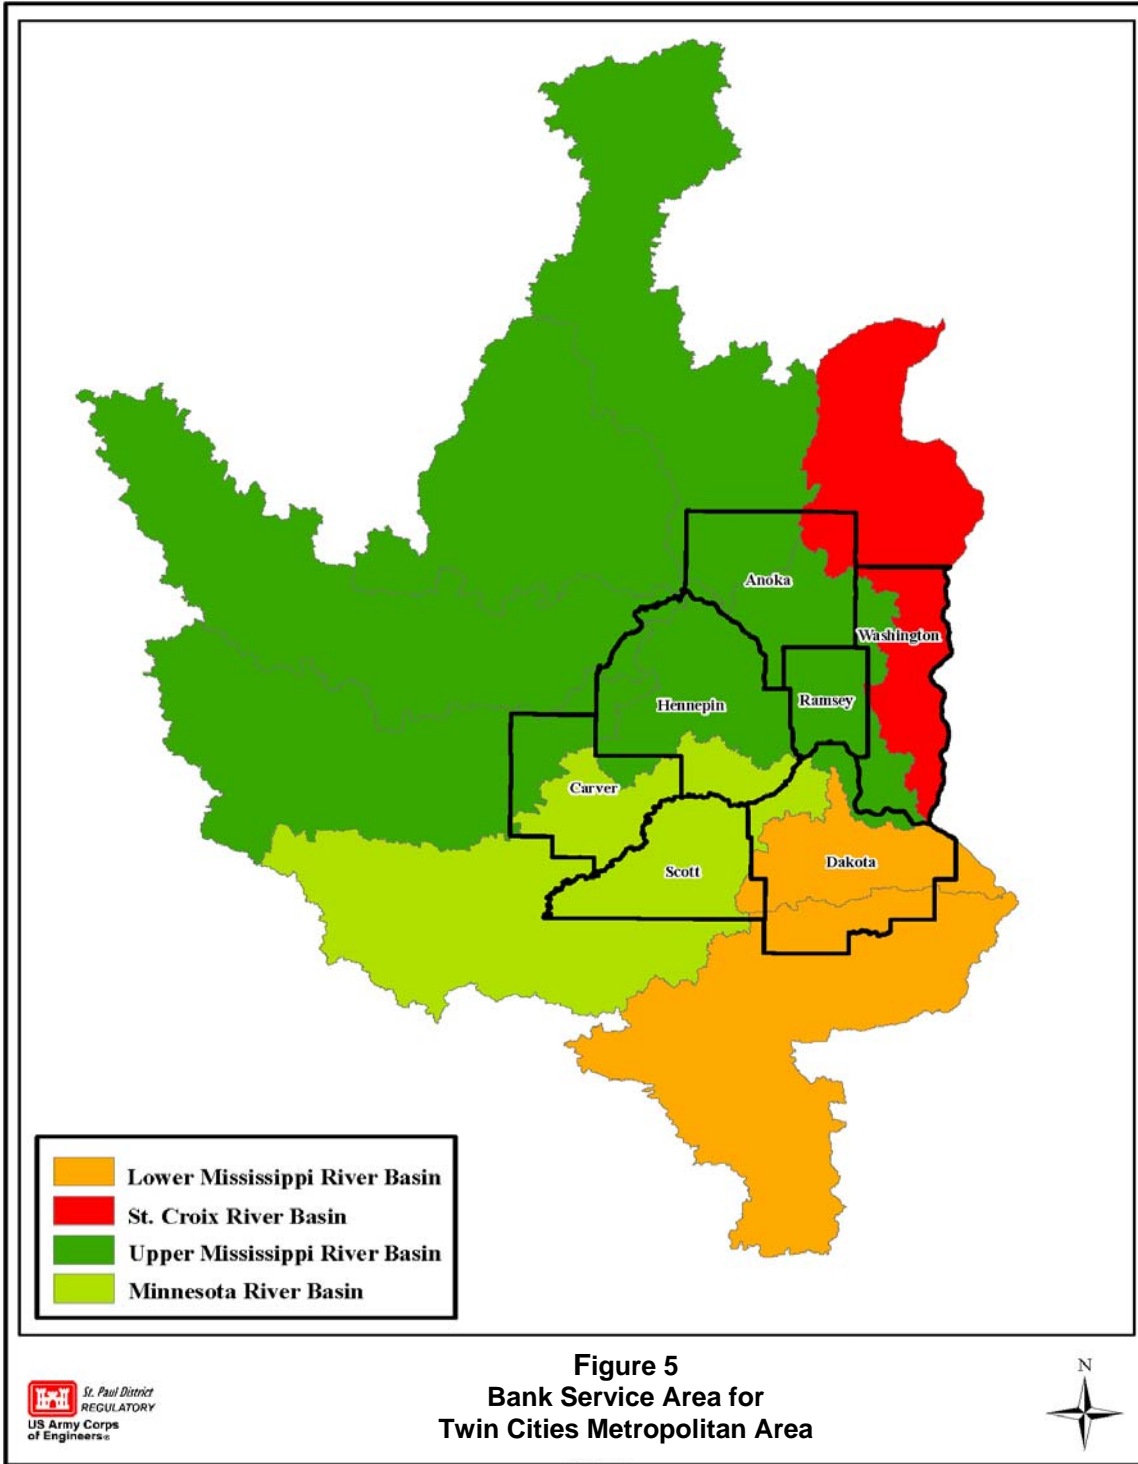 Anoka
Washington
Hennepin
Ramsey
Carver
Scott
Dakota
Lower Mississippi River Basin
St. Croix River Basin
Upper Mississippi River Basin
Minnesota River Basin
St. Paul District
REGULATORY
US Army Corps
of Engineers®
Figure 5
Bank Service Area for
Twin Cities Metropolitan Area
N